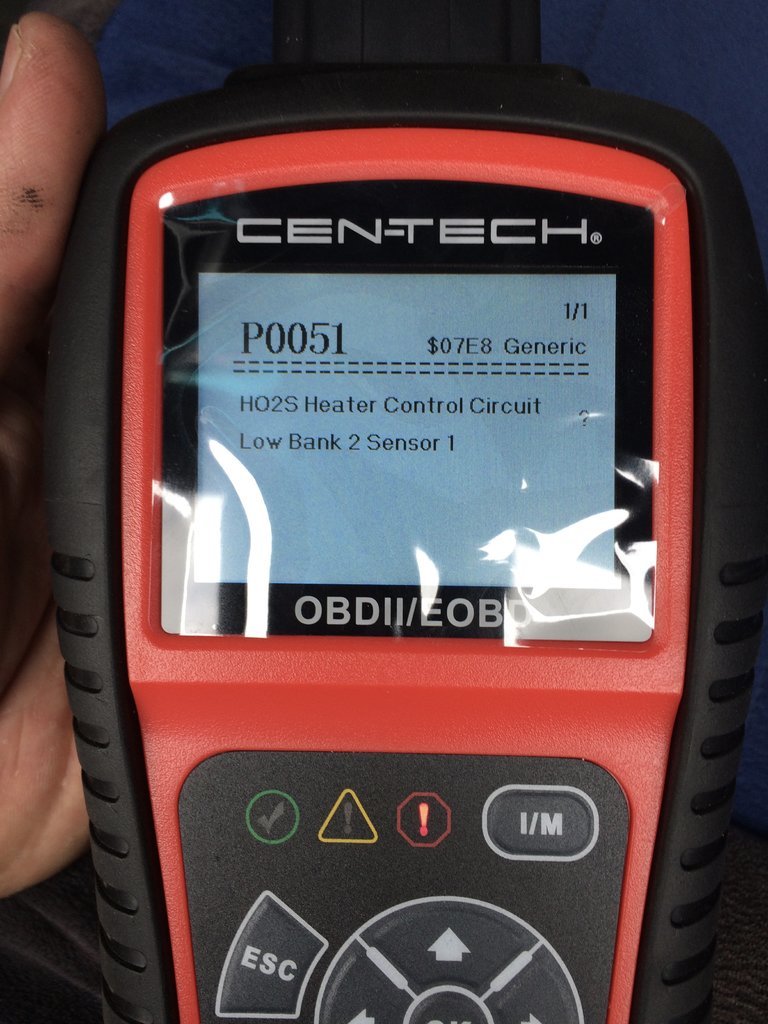 CEN-TECH®
1/1
P0051
$07E8 Generic
HO2S Heater Control Circuit
?
Low Bank 2 Sensor 1
OBDII/EOBD
I/M
ESC
OK